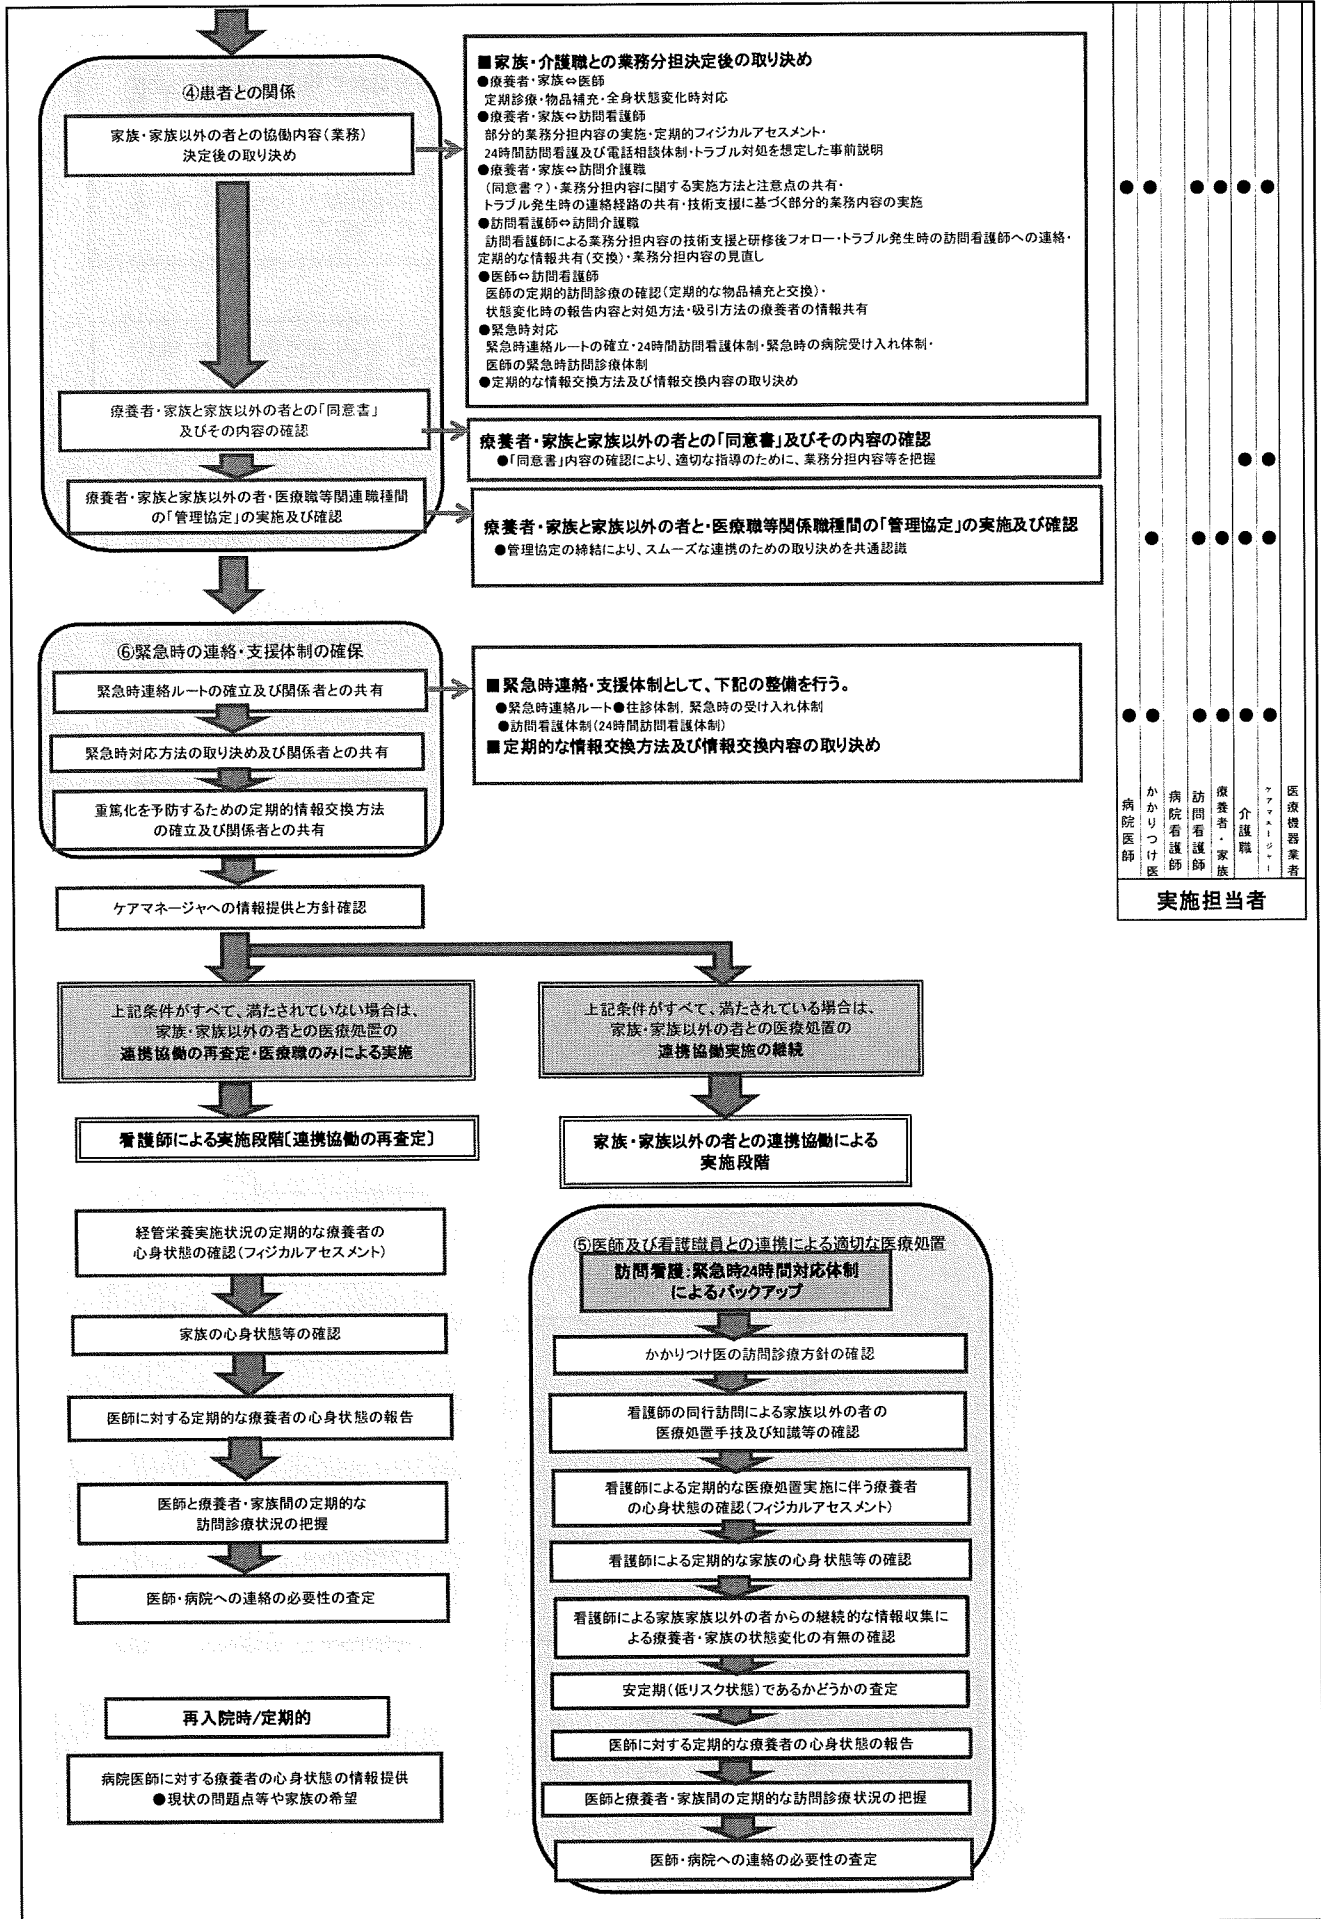 ④患者との関係
家族・家族以外の者との協働内容(業務)
決定後の取り決め
■家族・介護職との業務分担決定後の取り決め
●療養者・家族⇔医師
定期診療・物品補充・全身状態変化時対応
●療養者・家族⇔訪問看護師
部分的業務分担内容の実施・定期的フィジカルアセスメント・
24時間訪問看護及び電話相談体制・トラブル対処を想定した事前説明
●療養者・家族⇔訪問介護職
(同意書？)・業務分担内容に関する実施方法と注意点の共有・
トラブル発生時の連絡経路の共有・技術支援に基づく部分的業務内容の実施
●訪問看護師⇔訪問介護職
訪問看護師による業務分担内容の技術支援と研修後フォロー・トラブル発生時の訪問看護師への連絡・
定期的な情報共有(交換)・業務分担内容の見直し
●医師⇔訪問看護師
医師の定期的訪問診療の確認(定期的な物品補充と交換)・
状態変化時の報告内容と対処方法・吸引方法の療養者の情報共有
●緊急時対応
緊急時連絡ルートの確立・24時間訪問看護体制・緊急時の病院受け入れ体制・
医師の緊急時訪問診療体制
●定期的な情報交換方法及び情報交換内容の取り決め
● ● ● ● ● ●
療養者・家族と家族以外の者との「同意書」
及びその内容の確認
療養者・家族と家族以外の者との「同意書」及びその内容の確認
●「同意書」内容の確認により、適切な指導のために、業務分担内容等を把握
● ●
療養者・家族と家族以外の者・医療職等関連職種間
の「管理協定」の実施及び確認
療養者・家族と家族以外の者と・医療職等関係職種間の「管理協定」の実施及び確認
●管理協定の締結により、スムーズな連携のための取り決めを共通認識
● ● ● ● ●
⑥緊急時の連絡・支援体制の確保
緊急時連絡ルートの確立及び関係者との共有
緊急時対応方法の取り決め及び関係者との共有
重篤化を予防するための定期的情報交換方法
の確立及び関係者との共有
■緊急時連絡・支援体制として、下記の整備を行う。
●緊急時連絡ルート●往診体制, 緊急時の受け入れ体制
●訪問看護体制(24時間訪問看護体制)
■定期的な情報交換方法及び情報交換内容の取り決め
● ● ● ● ● ●
病院医師
かかりつけ医
病院看護師
訪問看護師
療養者・家族
介護職
ケアマネージャー
医療機器業者
実施担当者
ケアマネージャへの情報提供と方針確認
上記条件がすべて、満たされていない場合は、
家族・家族以外の者との医療処置の
連携協働の再査定・医療職のみによる実施
上記条件がすべて、満たされている場合は、
家族・家族以外の者との医療処置の
連携協働実施の継続
看護師による実施段階〔連携協働の再査定〕
家族・家族以外の者との連携協働による
実施段階
経管栄養実施状況の定期的な療養者の
心身状態の確認(フィジカルアセスメント)
家族の心身状態等の確認
医師に対する定期的な療養者の心身状態の報告
医師と療養者・家族間の定期的な
訪問診療状況の把握
医師・病院への連絡の必要性の査定
再入院時/定期的
病院医師に対する療養者の心身状態の情報提供
●現状の問題点等や家族の希望
⑤医師及び看護職員との連携による適切な医療処置
訪問看護:緊急時24時間対応体制
によるバックアップ
かかりつけ医の訪問診療方針の確認
看護師の同行訪問による家族以外の者の
医療処置手技及び知識等の確認
看護師による定期的な医療処置実施に伴う療養者
の心身状態の確認(フィジカルアセスメント)
看護師による定期的な家族の心身状態等の確認
看護師による家族家族以外の者からの継続的な情報収集に
よる療養者・家族の状態変化の有無の確認
安定期(低リスク状態)であるかどうかの査定
医師に対する定期的な療養者の心身状態の報告
医師と療養者・家族間の定期的な訪問診療状況の把握
医師・病院への連絡の必要性の査定